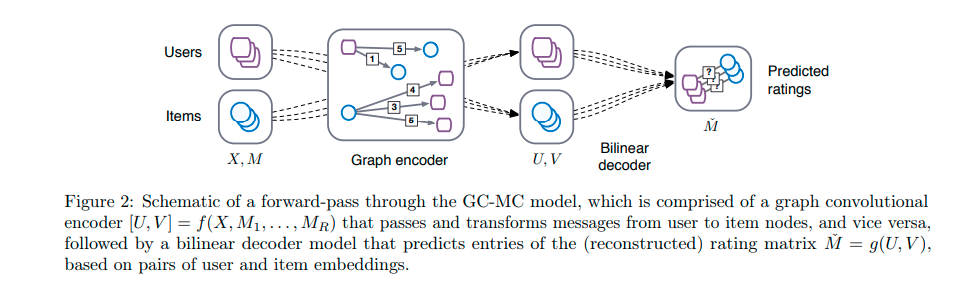 Users
Items
X, M
1
5
4
3
5
Graph encoder
U, V
Bilinear
decoder
?
?
?
M̌
Predicted
ratings
Figure 2: Schematic of a forward-pass through the GC-MC model, which is comprised of a graph convolutional
encoder [U, V] = f(X, M₁, . . . , M_R) that passes and transforms messages from user to item nodes, and vice versa,
followed by a bilinear decoder model that predicts entries of the (reconstructed) rating matrix M̌ = g(U, V),
based on pairs of user and item embeddings.